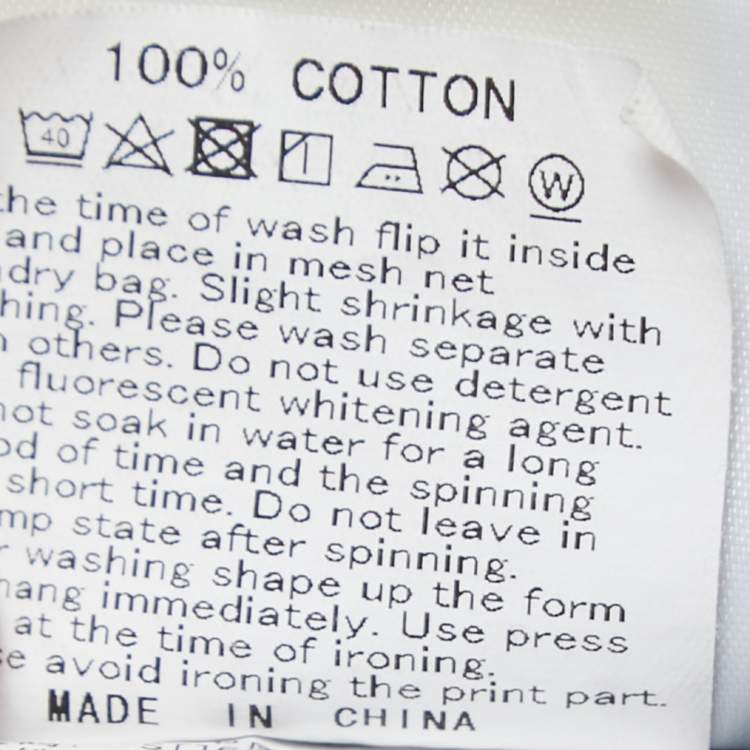 100% COTTON
40
W
the time of wash flip it inside
and place in mesh net
dry bag. Slight shrinkage with
hing. Please wash separate
others. Do not use detergent
fluorescent whitening agent.
not soak in water for a long
od of time and the spinning
short time. Do not leave in
mp state after spinning.
washing shape up the form
hang immediately. Use press
at the time of ironing.
se avoid ironing the print part.
MADE IN CHINA